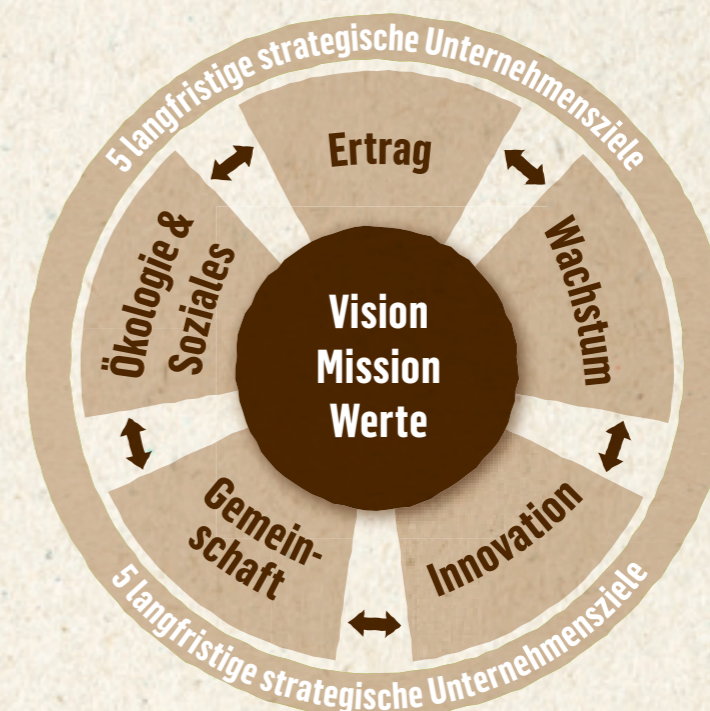 5 langfristige strategische Unternehmensziele
Ertrag
Wachstum
Innovation
Gemein-
schaft
Ökologie &
Soziales
Vision
Mission
Werte
5 langfristige strategische Unternehmensziele